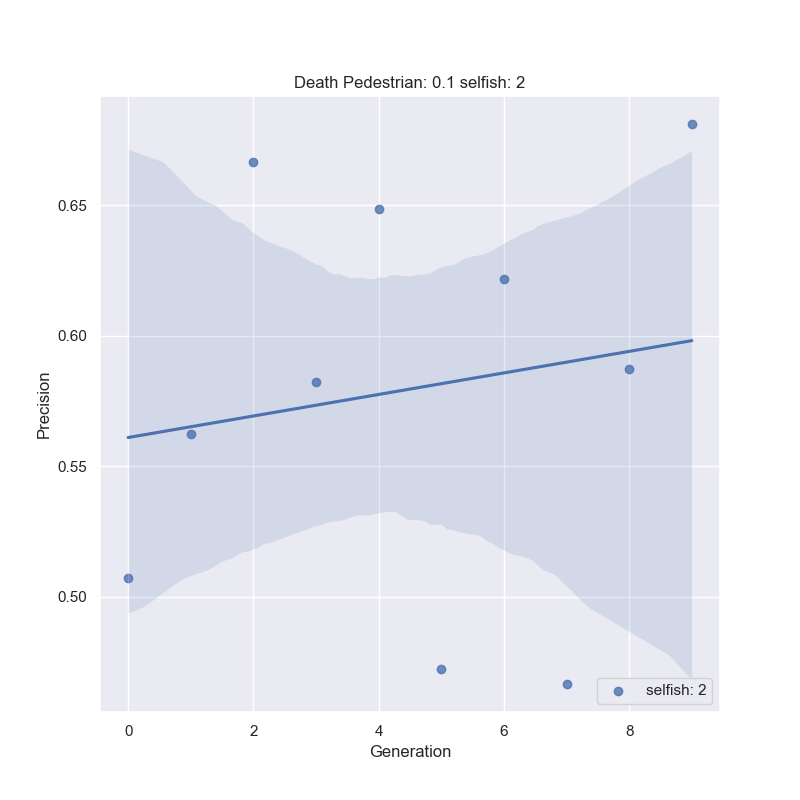 Death Pedestrian: 0.1 selfish: 2
Precision
0.65
0.60
0.55
0.50
0 2 4 6 8
Generation
selfish: 2